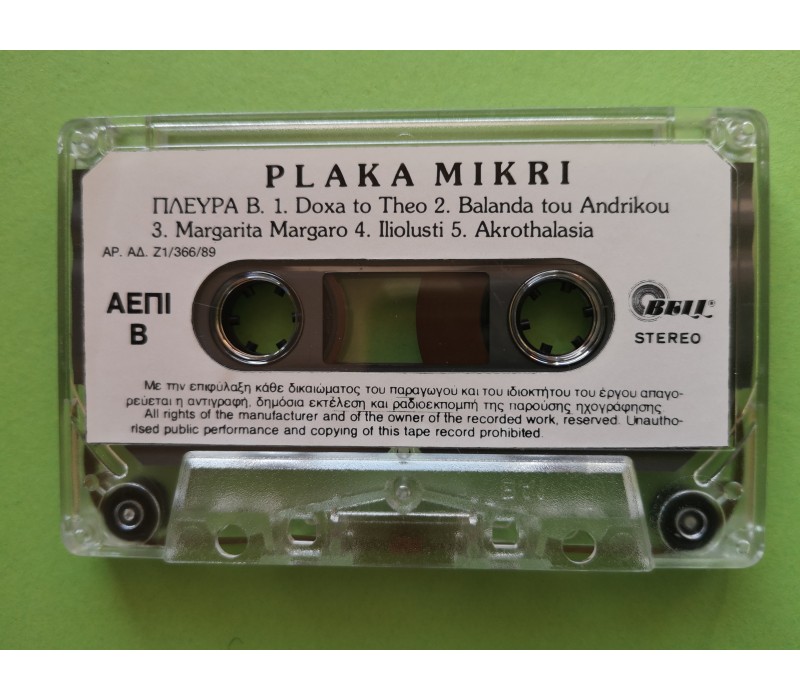 PLAKA MIKRI
ΠΛΕΥΡΑ Β. 1. Doxa to Theo 2. Balanda tou Andrikou
3. Margarita Margaro 4. Iliolusti 5. Akrothalasia
ΑΡ. ΑΔ. Ζ1/366/89
ΑΕΠΙ
Β
BELL
STEREO
Με την επιφύλαξη κάθε δικαιώματος του παραγωγού και του ιδιοκτήτου του έργου απαγο-
ρεύεται η αντιγραφή, δημόσια εκτέλεση και ραδιοεκπομπή της παρούσης ηχογράφησης
All rights of the manufacturer and of the owner of the recorded work, reserved. Unautho-
rised public performance and copying of this tape record prohibited.